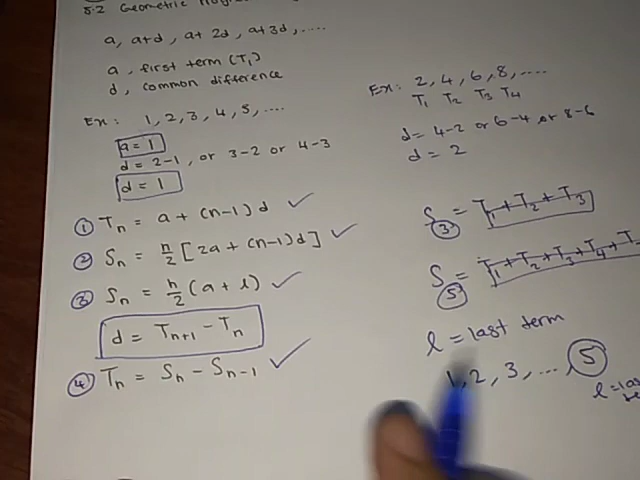 5.2 Geometric
a, a+d, a+2d, a+3d, ....
a, first term (T₁)
d, common difference
Ex: 1, 2, 3, 4, 5, ....
a = 1
d = 2-1, or 3-2 or 4-3
d = 1
① Tn = a + (n-1)d ✓
② Sn = n/2 [2a + (n-1)d] ✓
③ Sn = n/2 (a + l) ✓
d = Tn+1 - Tn
④ Tn = Sn - Sn-1 ✓
Ex: 2, 4, 6, 8, ....
T₁ T₂ T₃ T₄
d = 4-2 or 6-4 or 8-6
d = 2
S③ = T₁+T₂+T₃
S⑤ = T₁+T₂+T₃+T₄+T
l = last term
1, 2, 3, ..., ⑤
l =